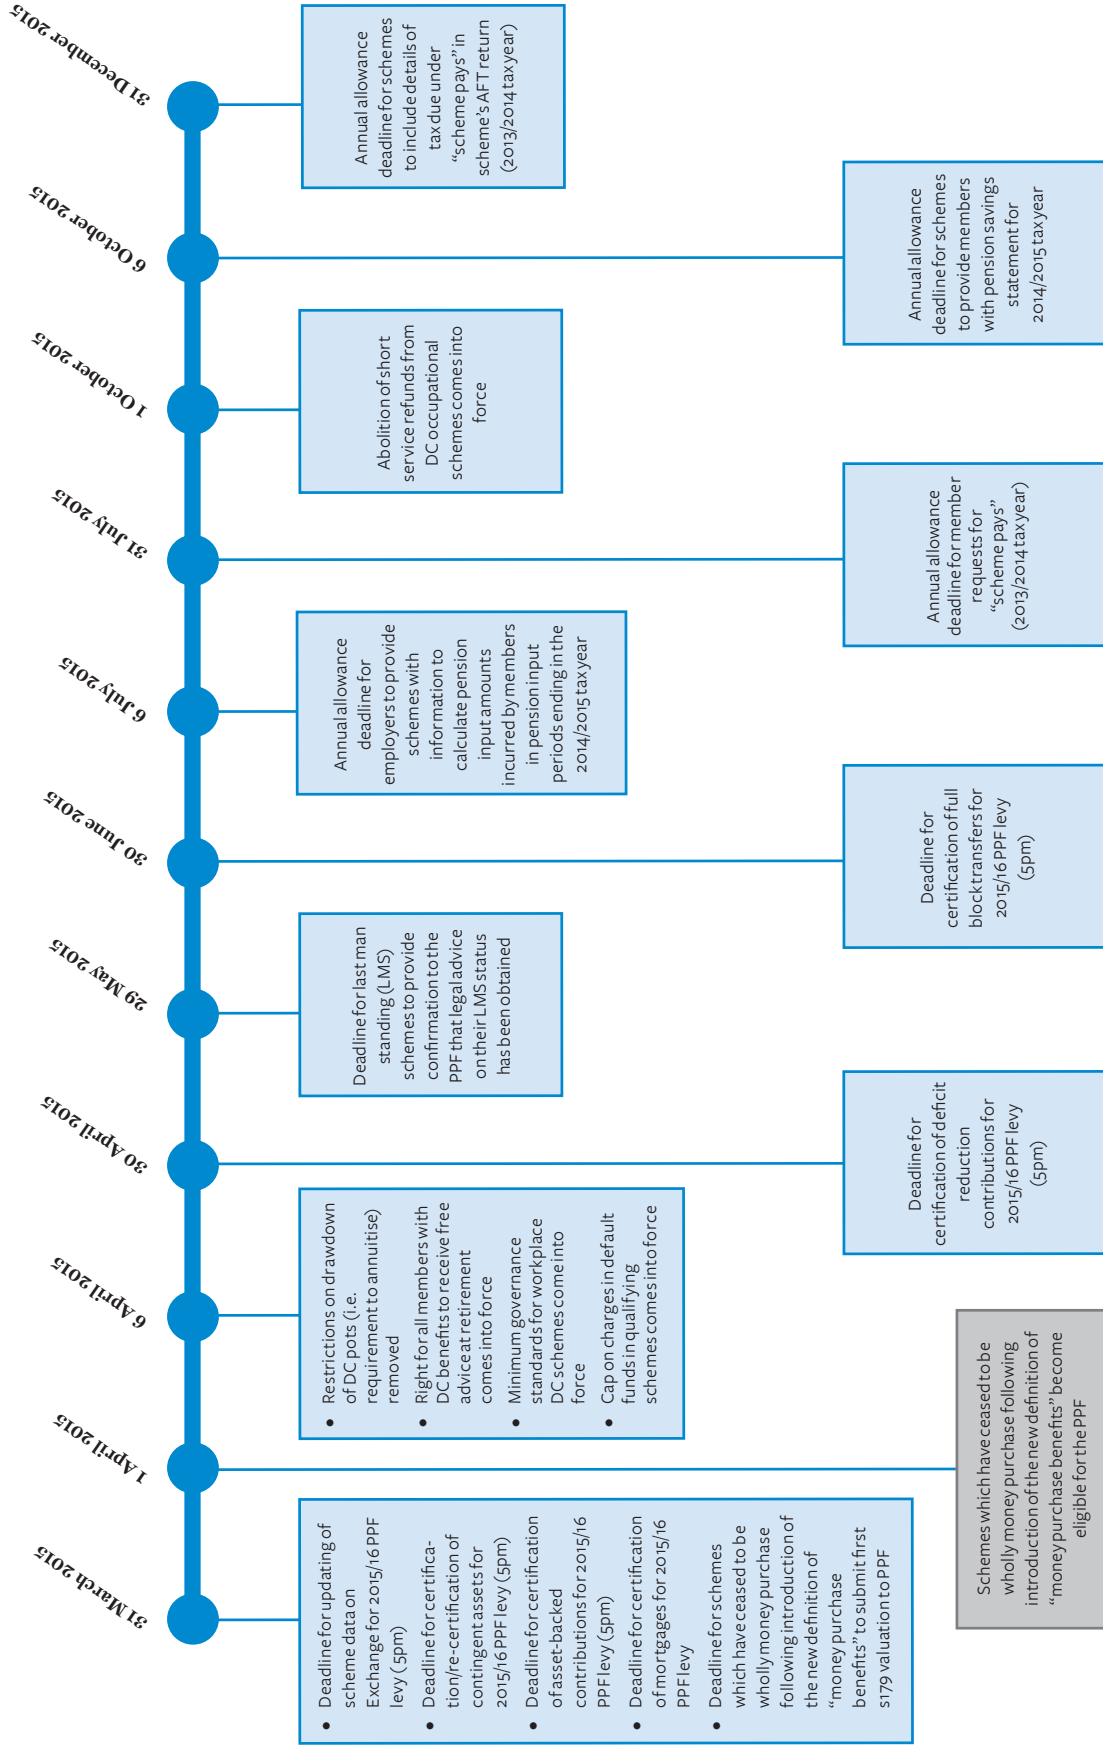 31 March 2015
• Deadline for updating of
scheme data on
Exchange for 2015/16 PPF
levy ( 5pm)
• Deadline for certifica-
tion/re-certification of
contingent assets for
2015/16 PPF levy (5pm)
• Deadline for certification
of asset-backed
contributions for 2015/16
PPF levy (5pm)
• Deadline for certification
of mortgages for 2015/16
PPF levy
• Deadline for schemes
which have ceased to be
wholly money purchase
following introduction of
the new definition of
“money purchase
benefits” to submit first
s179 valuation to PPF
1 April 2015
Schemes which have ceased to be
wholly money purchase following
introduction of the new definition of
“money purchase benefits” become
eligible for the PPF
6 April 2015
• Restrictions on drawdown
of DC pots (i.e.
requirement to annuitise)
removed
• Right for all members with
DC benefits to receive free
advice at retirement
comes into force
• Minimum governance
standards for workplace
DC schemes come into
force
• Cap on charges in default
funds in qualifying
schemes comes into force
30 April 2015
Deadline for
certification of deficit
reduction
contributions for
2015/16 PPF levy
(5pm)
29 May 2015
Deadline for last man
standing (LMS)
schemes to provide
confirmation to the
PPF that legal advice
on their LMS status
has been obtained
30 June 2015
Deadline for
certification of full
block transfers for
2015/16 PPF levy
(5pm)
6 July 2015
Annual allowance
deadline for
employers to provide
schemes with
information to
calculate pension
input amounts
incurred by members
in pension input
periods ending in the
2014/2015 tax year
31 July 2015
Annual allowance
deadline for member
requests for
“scheme pays”
(2013/2014 tax year)
1 October 2015
Abolition of short
service refunds from
DC occupational
schemes comes into
force
6 October 2015
Annual allowance
deadline for schemes
to provide members
with pension savings
statement for
2014/2015 tax year
31 December 2015
Annual allowance
deadline for schemes
to include details of
tax due under
“scheme pays” in
scheme’s AFT return
(2013/2014 tax year)